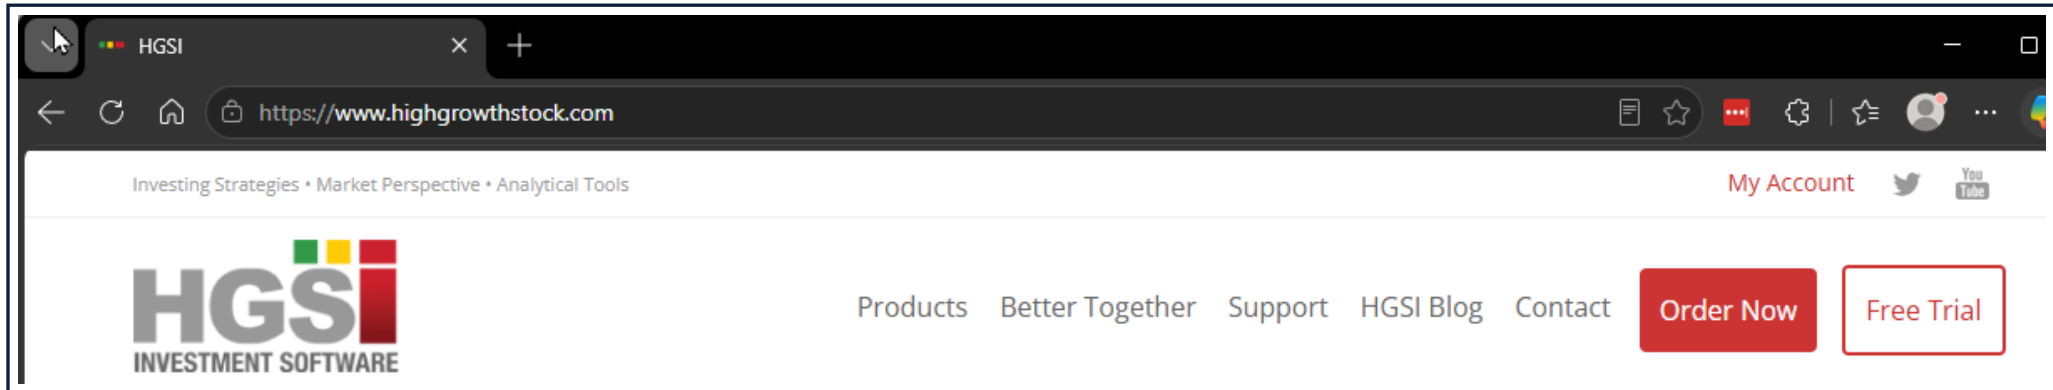 HGSI
https://www.highgrowthstock.com
Investing Strategies • Market Perspective • Analytical Tools
My Account
You
Tube
HGSi
INVESTMENT SOFTWARE
Products
Better Together
Support
HGSI Blog
Contact
Order Now
Free Trial